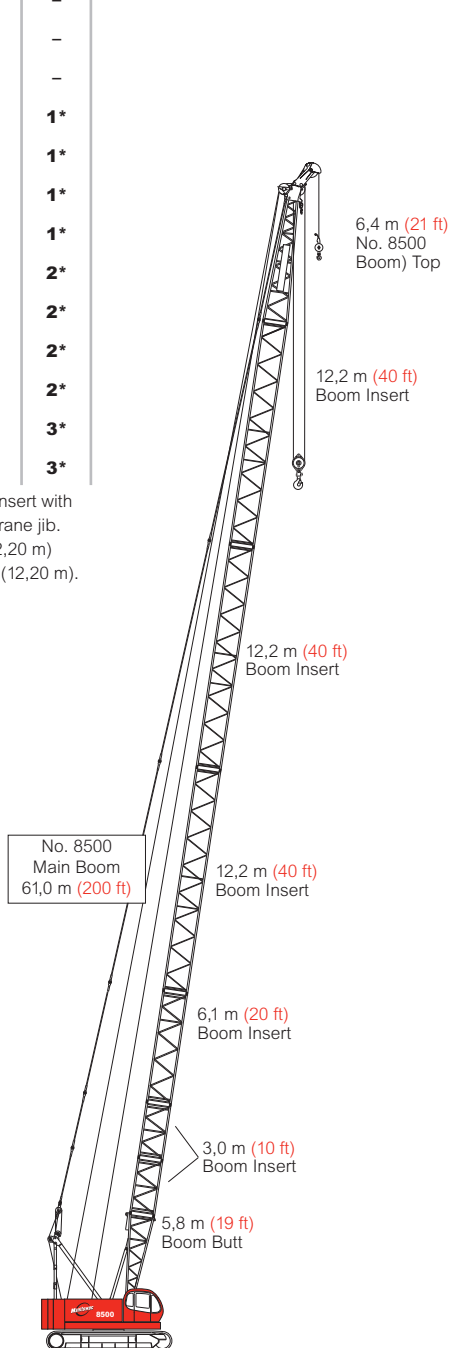 –
–
–
1*
1*
1*
1*
2*
2*
2*
2*
3*
3*
nsert with
rane jib.
2,20 m)
(12,20 m).
6,4 m (21 ft)
No. 8500
Boom) Top
12,2 m (40 ft)
Boom Insert
12,2 m (40 ft)
Boom Insert
No. 8500
Main Boom
61,0 m (200 ft)
12,2 m (40 ft)
Boom Insert
6,1 m (20 ft)
Boom Insert
3,0 m (10 ft)
Boom Insert
5,8 m (19 ft)
Boom Butt
8500